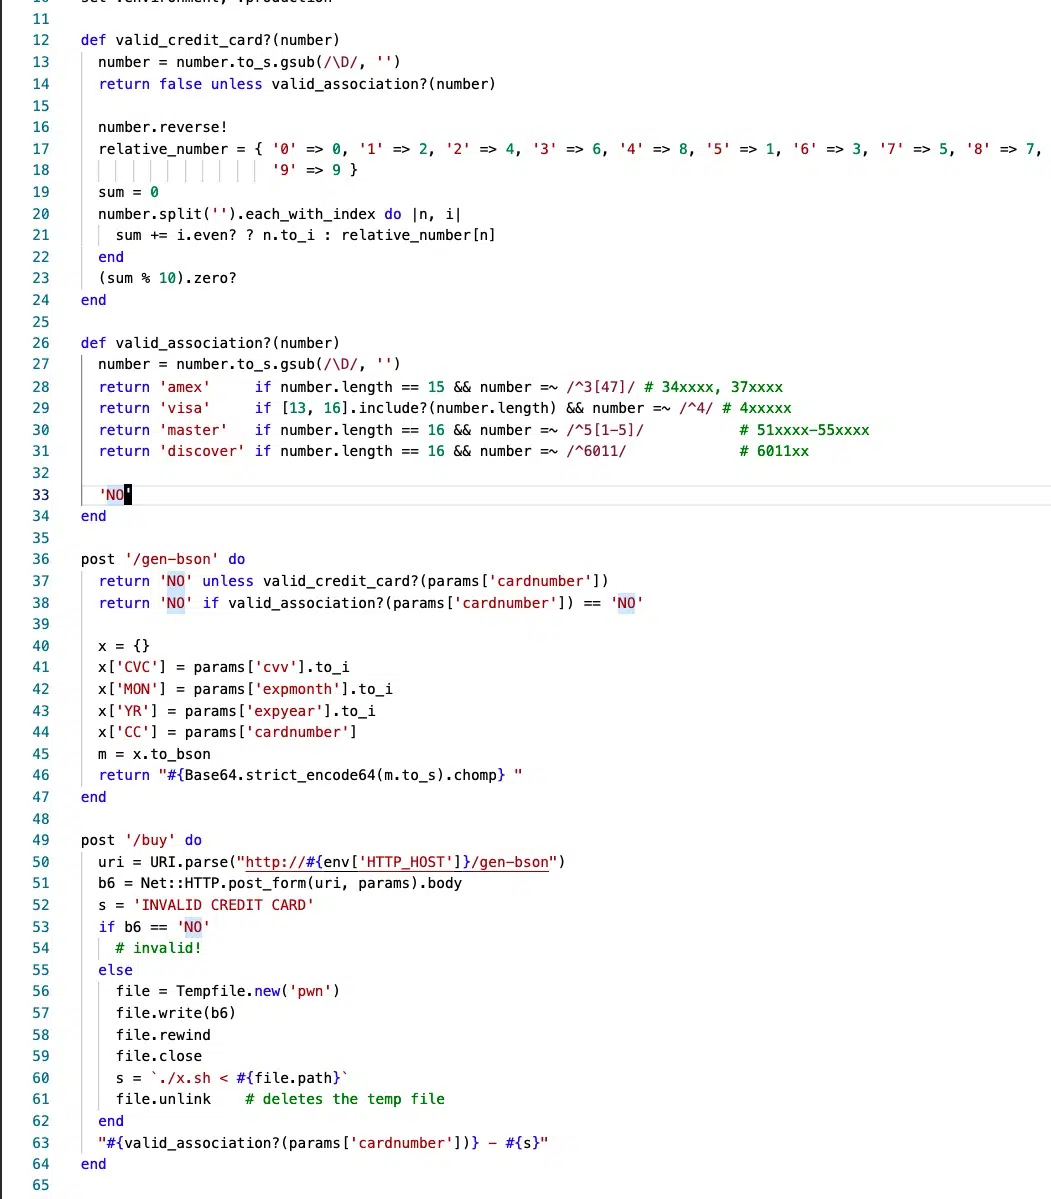 11
12 def valid_credit_card?(number)
13 number = number.to_s.gsub(/\D/, '')
14 return false unless valid_association?(number)
15
16 number.reverse!
17 relative_number = { '0' => 0, '1' => 2, '2' => 4, '3' => 6, '4' => 8, '5' => 1, '6' => 3, '7' => 5, '8' => 7,
18 '9' => 9 }
19 sum = 0
20 number.split('').each_with_index do |n, i|
21 sum += i.even? ? n.to_i : relative_number[n]
22 end
23 (sum % 10).zero?
24 end
25
26 def valid_association?(number)
27 number = number.to_s.gsub(/\D/, '')
28 return 'amex' if number.length == 15 && number =~ /^3[47]/ # 34xxxx, 37xxxx
29 return 'visa' if [13, 16].include?(number.length) && number =~ /^4/ # 4xxxxx
30 return 'master' if number.length == 16 && number =~ /^5[1-5]/ # 51xxxx-55xxxx
31 return 'discover' if number.length == 16 && number =~ /^6011/ # 6011xx
32
33 'NO'
34 end
35
36 post '/gen-bson' do
37 return 'NO' unless valid_credit_card?(params['cardnumber'])
38 return 'NO' if valid_association?(params['cardnumber']) == 'NO'
39
40 x = {}
41 x['CVC'] = params['cvv'].to_i
42 x['MON'] = params['expmonth'].to_i
43 x['YR'] = params['expyear'].to_i
44 x['CC'] = params['cardnumber']
45 m = x.to_bson
46 return "#{Base64.strict_encode64(m.to_s).chomp} "
47 end
48
49 post '/buy' do
50 uri = URI.parse("http://#{env['HTTP_HOST']}/gen-bson")
51 b6 = Net::HTTP.post_form(uri, params).body
52 s = 'INVALID CREDIT CARD'
53 if b6 == 'NO'
54 # invalid!
55 else
56 file = Tempfile.new('pwn')
57 file.write(b6)
58 file.rewind
59 file.close
60 s = `./x.sh < #{file.path}`
61 file.unlink # deletes the temp file
62 end
63 "#{valid_association?(params['cardnumber'])} - #{s}"
64 end
65